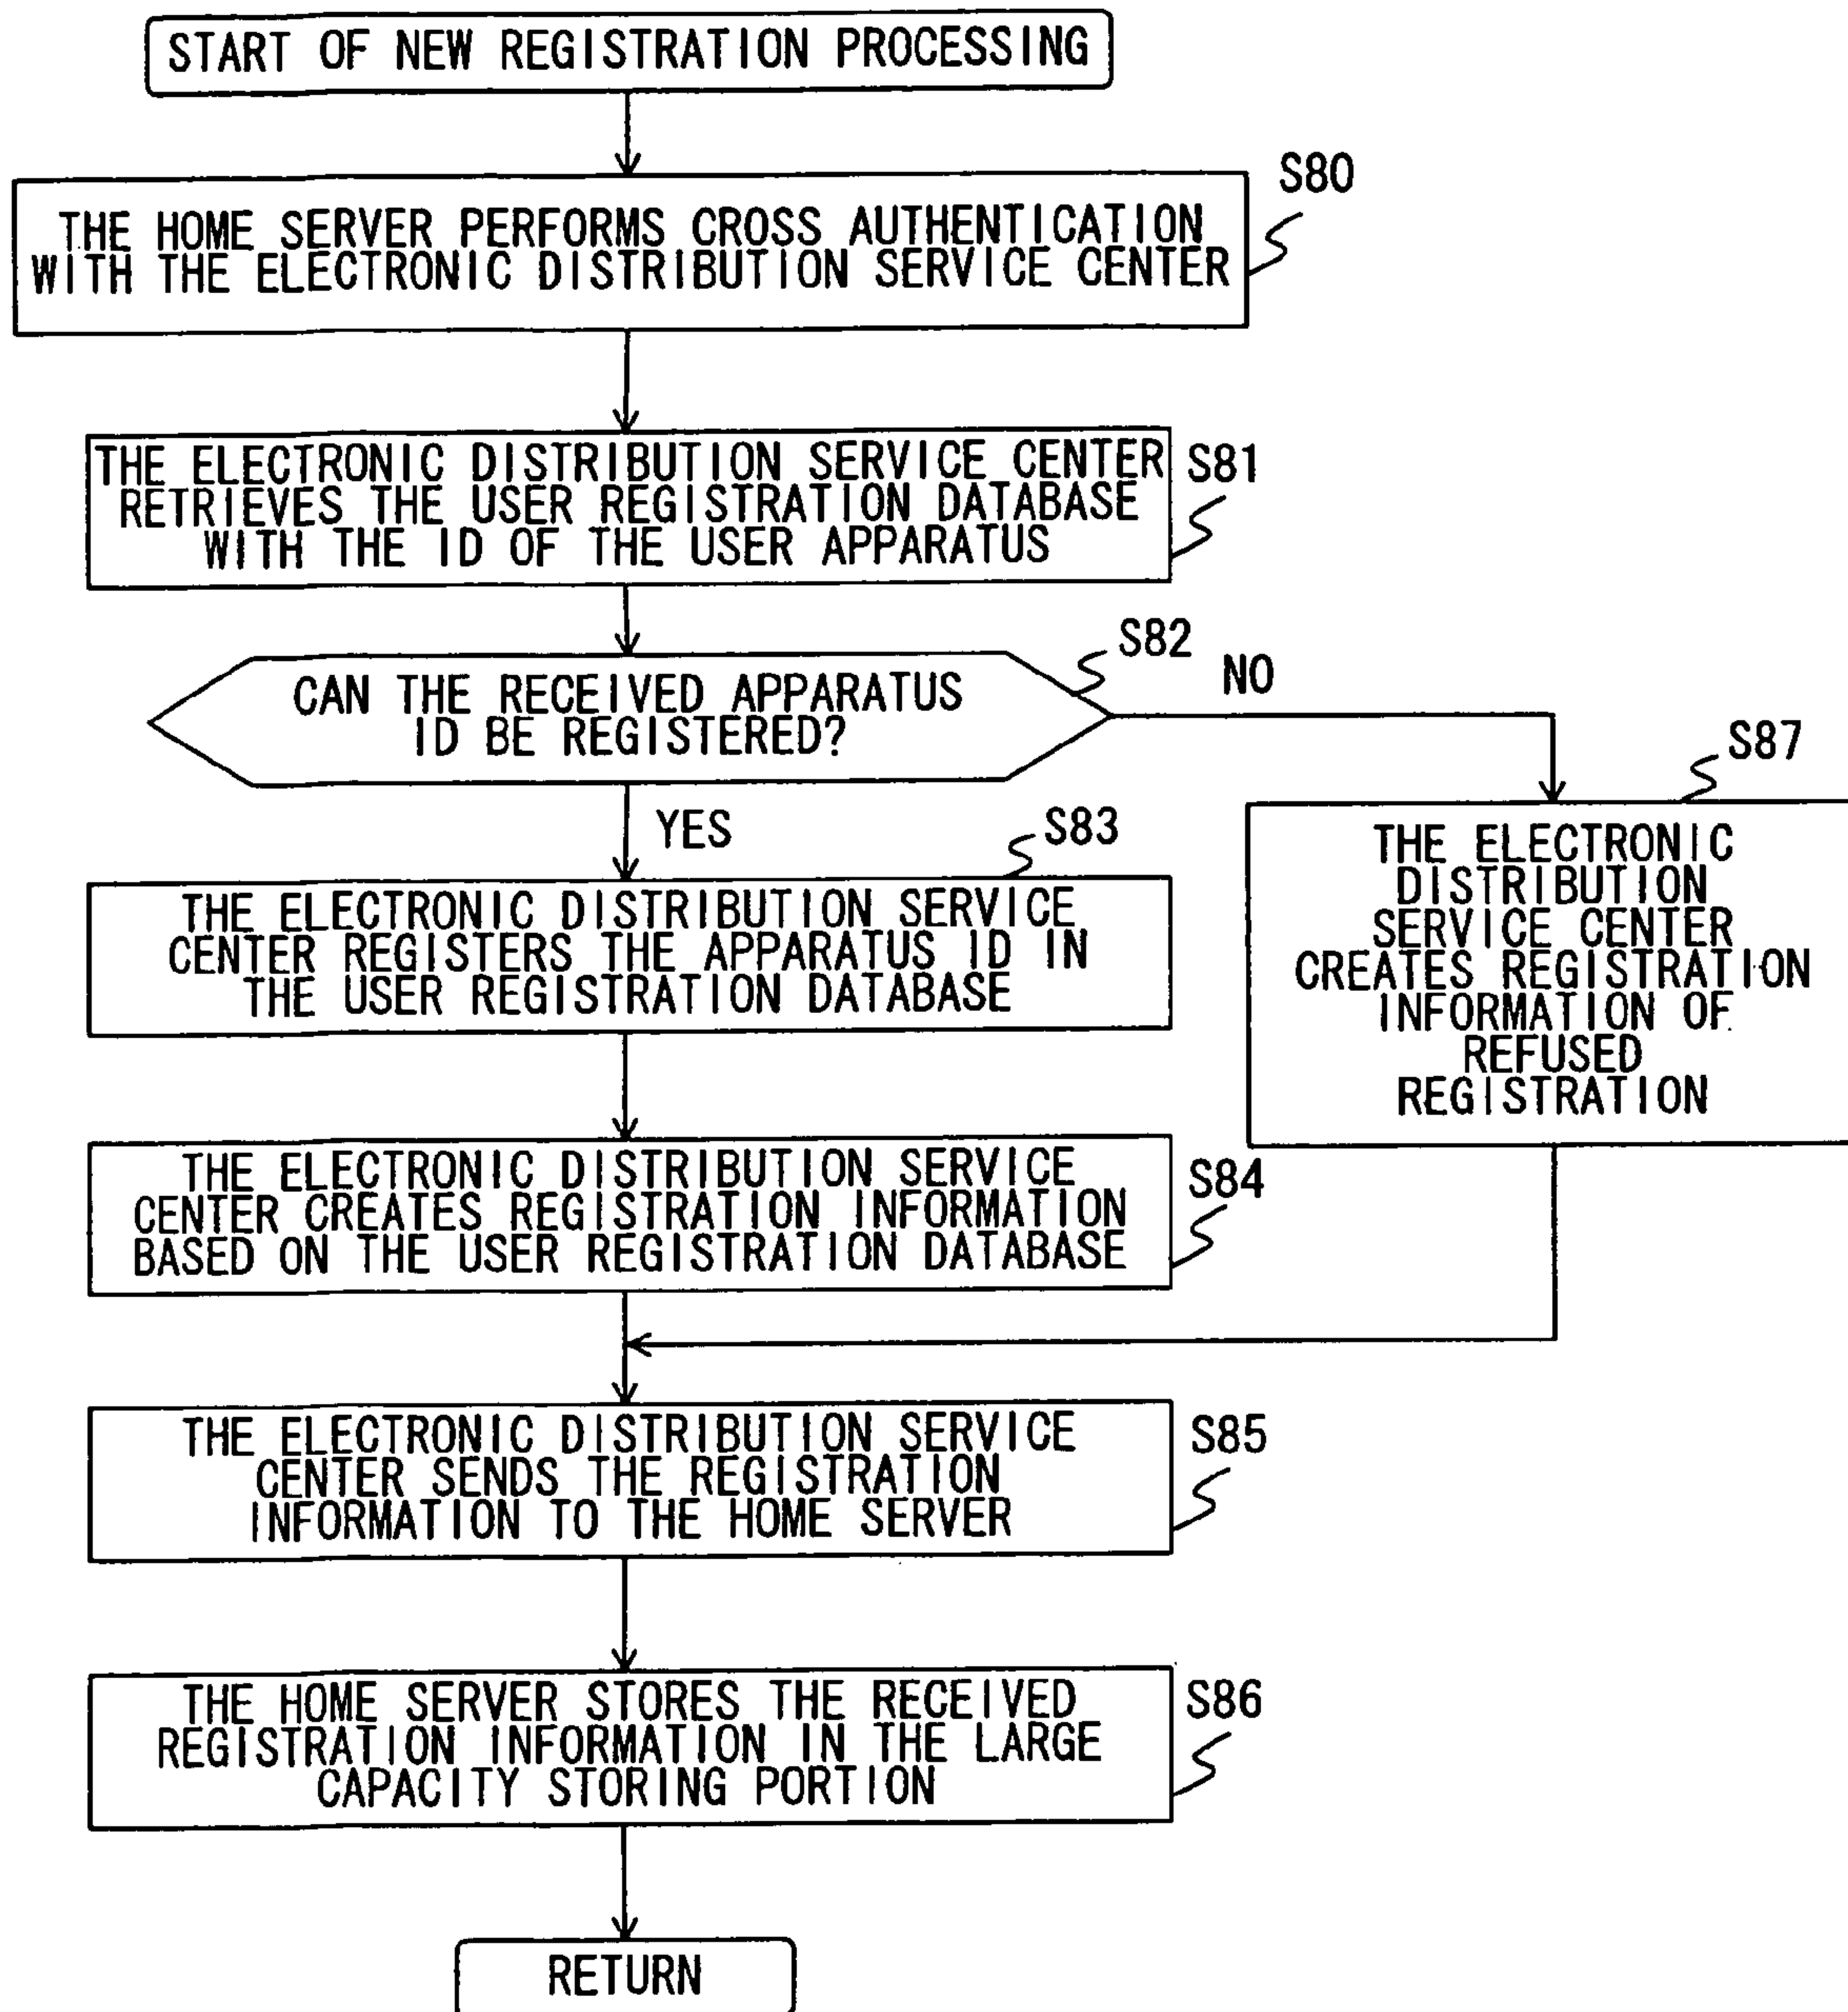 START OF NEW REGISTRATION PROCESSING
S80
THE HOME SERVER PERFORMS CROSS AUTHENTICATION
WITH THE ELECTRONIC DISTRIBUTION SERVICE CENTER
S81
THE ELECTRONIC DISTRIBUTION SERVICE CENTER
RETRIEVES THE USER REGISTRATION DATABASE
WITH THE ID OF THE USER APPARATUS
S82
CAN THE RECEIVED APPARATUS
ID BE REGISTERED?
NO
YES
S87
THE ELECTRONIC
DISTRIBUTION
SERVICE CENTER
CREATES REGISTRATION
INFORMATION OF
REFUSED
REGISTRATION
S83
THE ELECTRONIC DISTRIBUTION SERVICE
CENTER REGISTERS THE APPARATUS ID IN
THE USER REGISTRATION DATABASE
S84
THE ELECTRONIC DISTRIBUTION SERVICE
CENTER CREATES REGISTRATION INFORMATION
BASED ON THE USER REGISTRATION DATABASE
S85
THE ELECTRONIC DISTRIBUTION SERVICE
CENTER SENDS THE REGISTRATION
INFORMATION TO THE HOME SERVER
S86
THE HOME SERVER STORES THE RECEIVED
REGISTRATION INFORMATION IN THE LARGE
CAPACITY STORING PORTION
RETURN